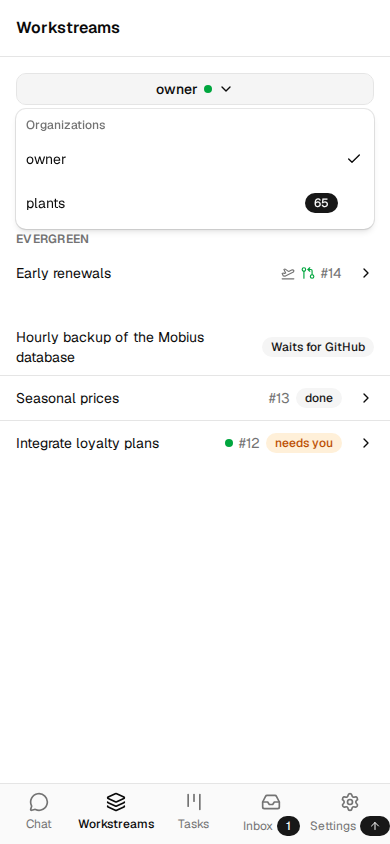 Workstreams
owner
Organizations
owner
plants 65
EVERGREEN
Early renewals #14
Hourly backup of the Mobius
database
Waits for GitHub
Seasonal prices #13 done
Integrate loyalty plans #12 needs you
Chat Workstreams Tasks Inbox 1 Settings